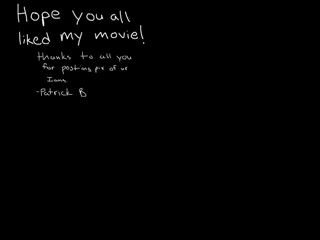 Hope you all
liked my movie!
thanks to all you
for posting pix of ur
-Patrick B